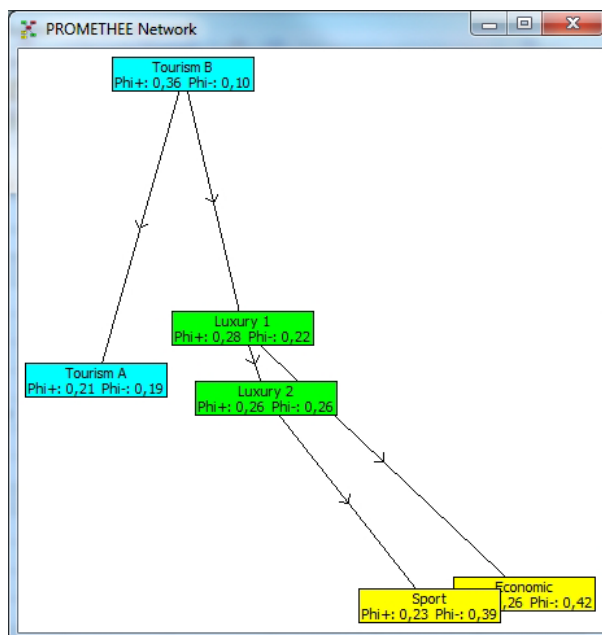 PROMETHEE Network
Tourism B
Phi+: 0,36 Phi-: 0,10
Luxury 1
Phi+: 0,28 Phi-: 0,22
Tourism A
Phi+: 0,21 Phi-: 0,19
Luxury 2
Phi+: 0,26 Phi-: 0,26
Economic
,26 Phi-: 0,42
Sport
Phi+: 0,23 Phi-: 0,39